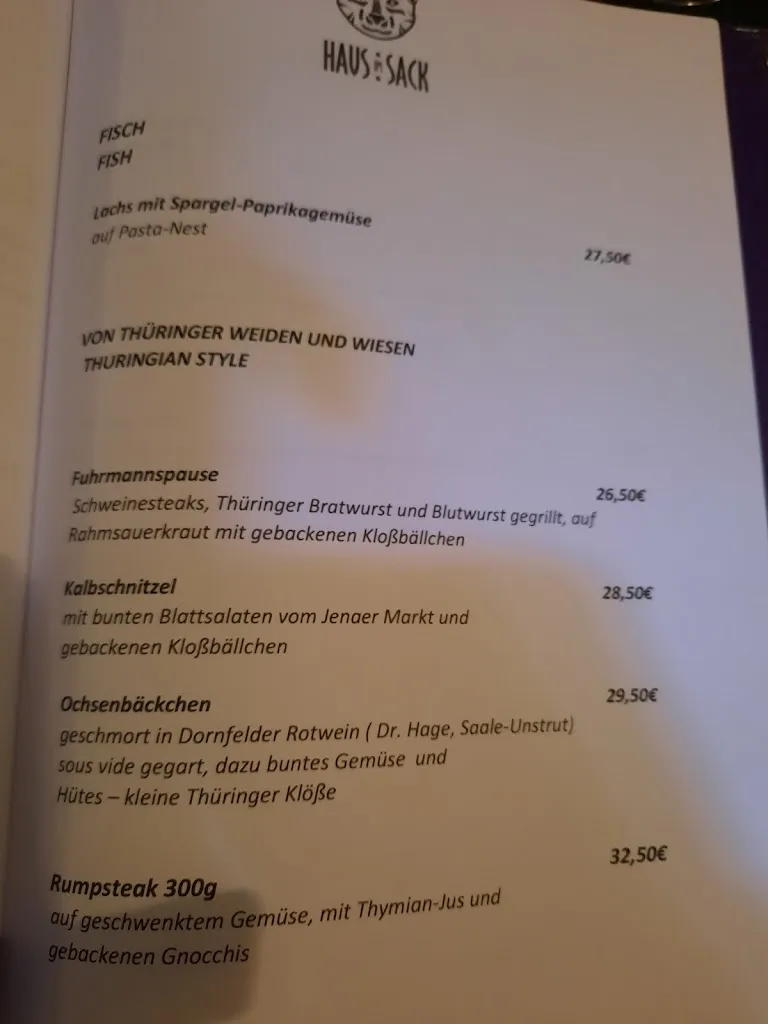 HAUS IM SACK
FISCH
FISH
Lachs mit Spargel-Paprikagemüse
auf Pasta-Nest
27,50€
VON THÜRINGER WEIDEN UND WIESEN
THURINGIAN STYLE
Fuhrmannspause
26,50€
Schweinesteaks, Thüringer Bratwurst und Blutwurst gegrillt, auf
Rahmsauerkraut mit gebackenen Kloßbällchen
Kalbschnitzel
28,50€
mit bunten Blattsalaten vom Jenaer Markt und
gebackenen Kloßbällchen
Ochsenbäckchen
29,50€
geschmort in Dornfelder Rotwein ( Dr. Hage, Saale-Unstrut)
sous vide gegart, dazu buntes Gemüse und
Hütes – kleine Thüringer Klöße
32,50€
Rumpsteak 300g
auf geschwenktem Gemüse, mit Thymian-Jus und
gebackenen Gnocchis